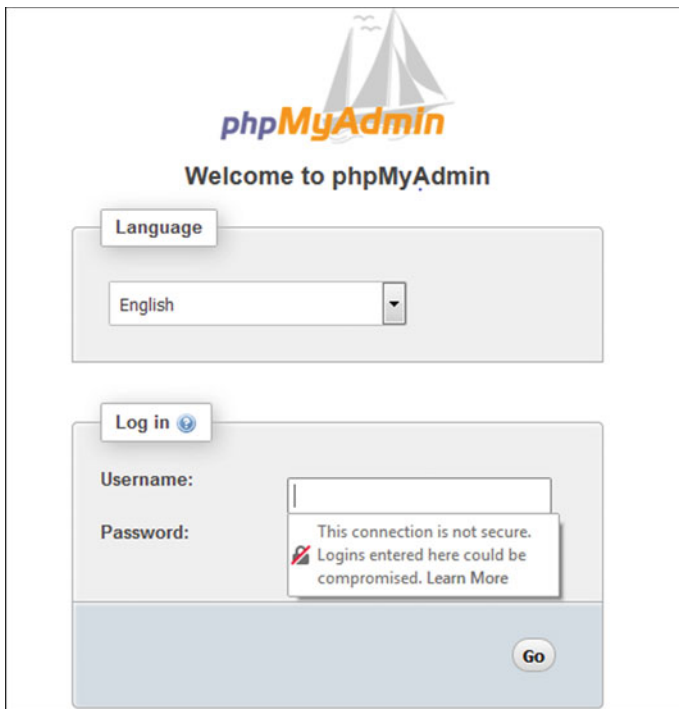 phpMyAdmin
Welcome to phpMyAdmin
Language
English
Log in
Username:
Password:
This connection is not secure.
Logins entered here could be
compromised. Learn More
Go